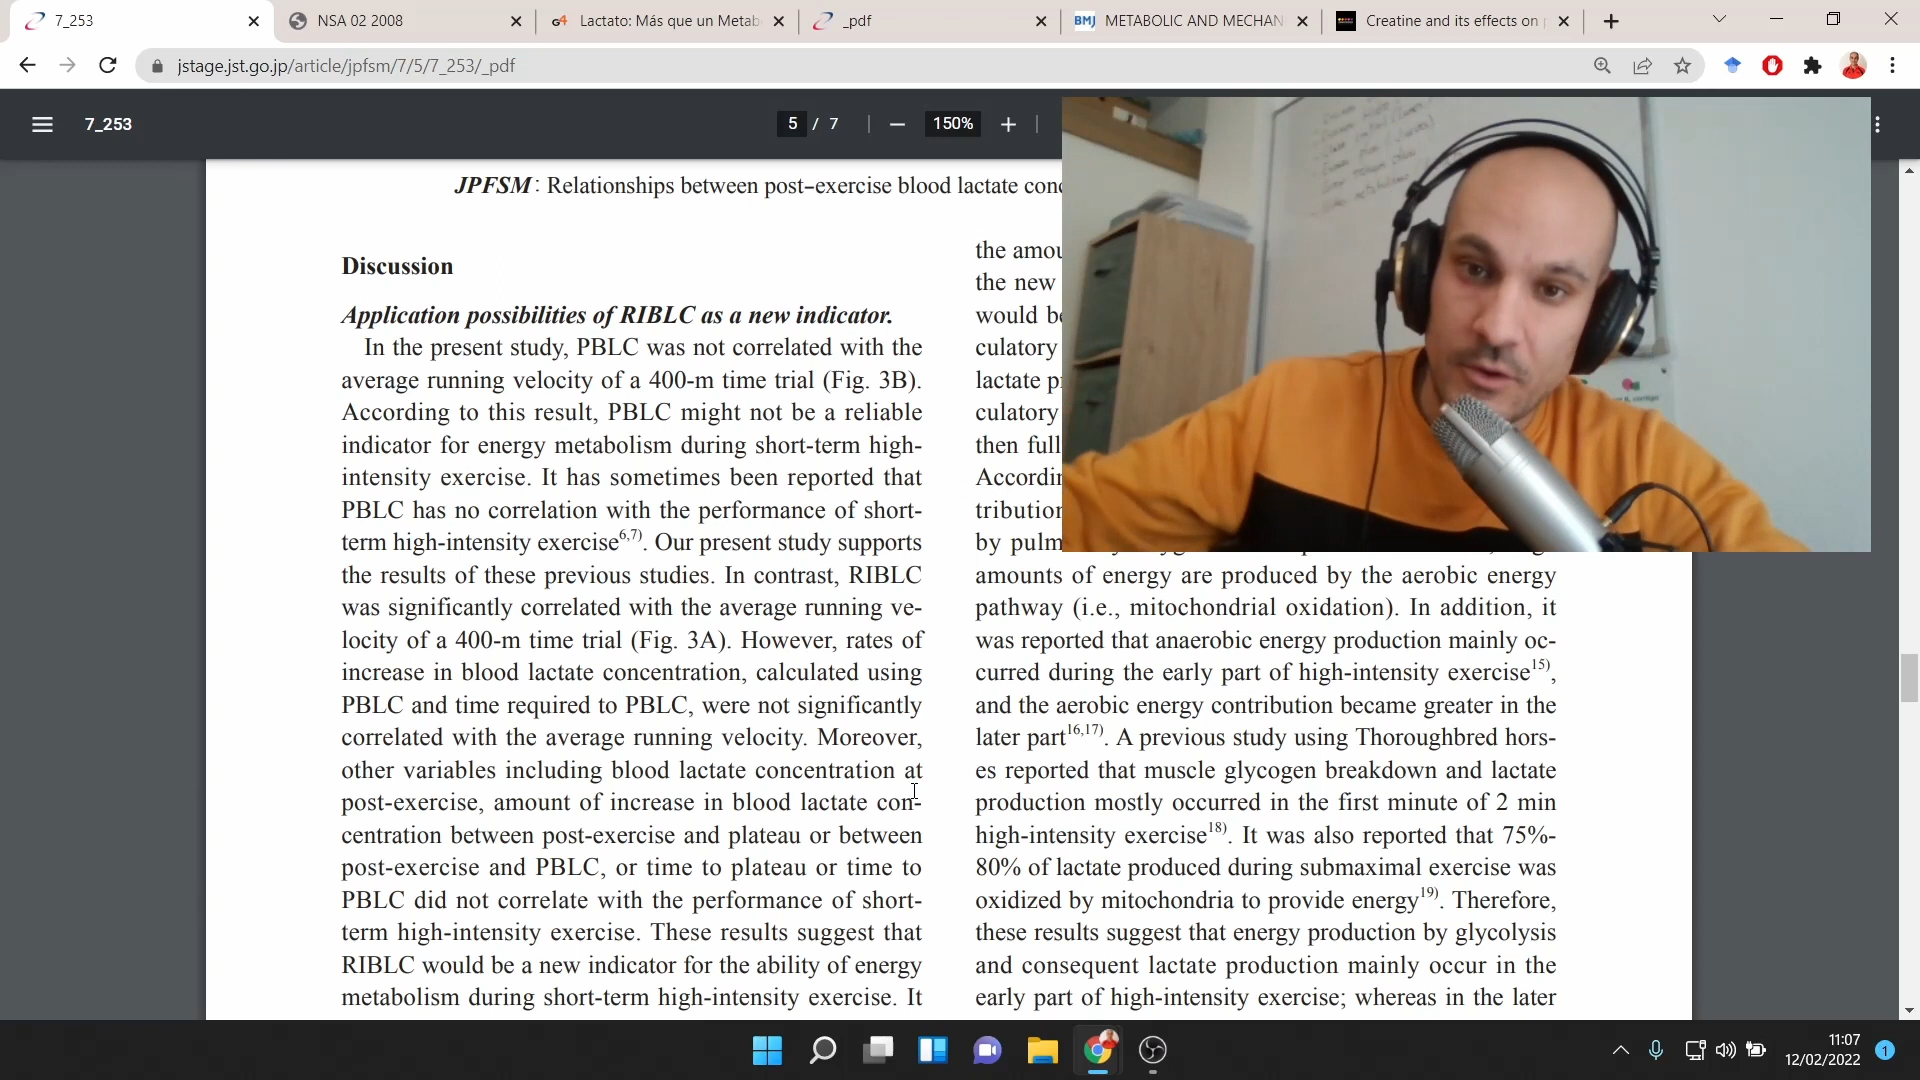 7_253
NSA 02 2008
Lactato: Más que un Metab
_pdf
BMJ METABOLIC AND MECHAN
Creatine and its effects on
jstage.jst.go.jp/article/jpfsm/7/5/7_253/_pdf
7_253
5 / 7
150%
JPFSM : Relationships between post-exercise blood lactate con
Discussion
Application possibilities of RIBLC as a new indicator.
In the present study, PBLC was not correlated with the
average running velocity of a 400-m time trial (Fig. 3B).
According to this result, PBLC might not be a reliable
indicator for energy metabolism during short-term high-
intensity exercise. It has sometimes been reported that
PBLC has no correlation with the performance of short-
term high-intensity exercise6,7). Our present study supports
the results of these previous studies. In contrast, RIBLC
was significantly correlated with the average running ve-
locity of a 400-m time trial (Fig. 3A). However, rates of
increase in blood lactate concentration, calculated using
PBLC and time required to PBLC, were not significantly
correlated with the average running velocity. Moreover,
other variables including blood lactate concentration at
post-exercise, amount of increase in blood lactate con-
centration between post-exercise and plateau or between
post-exercise and PBLC, or time to plateau or time to
PBLC did not correlate with the performance of short-
term high-intensity exercise. These results suggest that
RIBLC would be a new indicator for the ability of energy
metabolism during short-term high-intensity exercise. It
the amou
the new
would be
culatory
lactate p
culatory
then full
Accordin
tribution
by pulm
amounts of energy are produced by the aerobic energy
pathway (i.e., mitochondrial oxidation). In addition, it
was reported that anaerobic energy production mainly oc-
curred during the early part of high-intensity exercise15),
and the aerobic energy contribution became greater in the
later part16,17). A previous study using Thoroughbred hors-
es reported that muscle glycogen breakdown and lactate
production mostly occurred in the first minute of 2 min
high-intensity exercise18). It was also reported that 75%-
80% of lactate produced during submaximal exercise was
oxidized by mitochondria to provide energy19). Therefore,
these results suggest that energy production by glycolysis
and consequent lactate production mainly occur in the
early part of high-intensity exercise; whereas in the later
11:07
12/02/2022
1